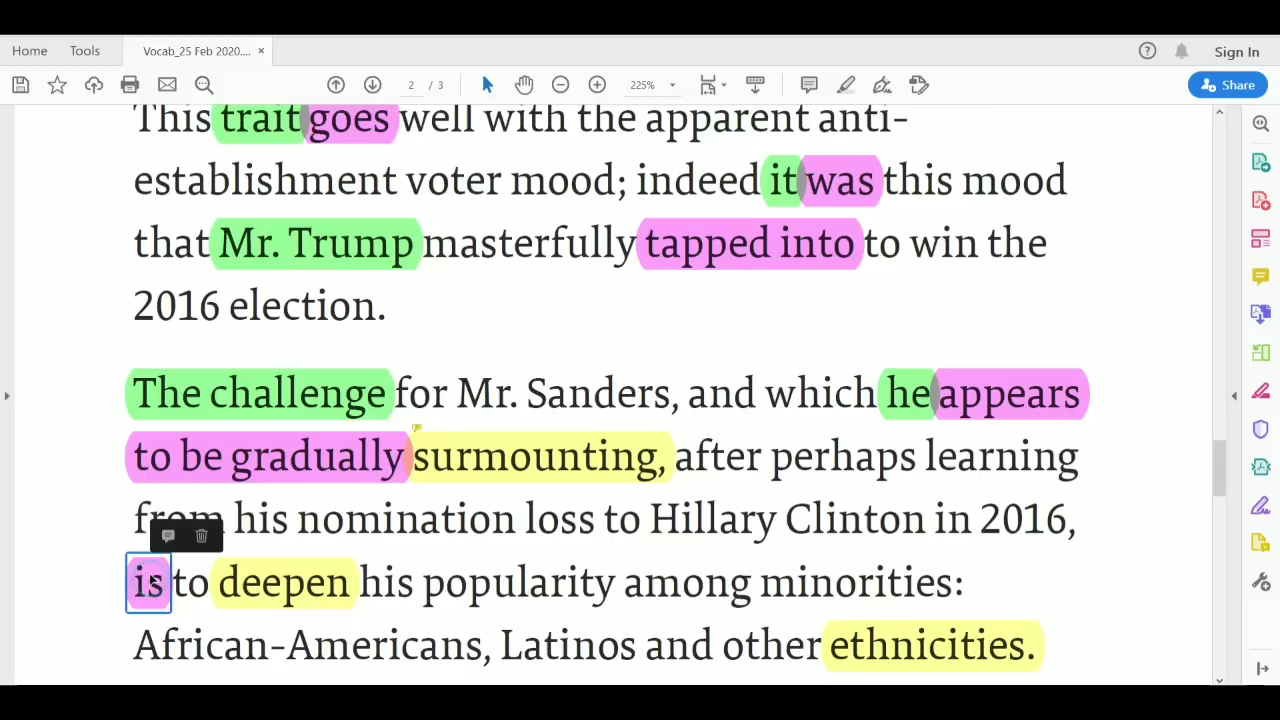 Home Tools Vocab_25 Feb 2020.... × Sign In
2 / 3 225% Share
This trait goes well with the apparent anti-
establishment voter mood; indeed it was this mood
that Mr. Trump masterfully tapped into to win the
2016 election.
The challenge for Mr. Sanders, and which he appears
to be gradually surmounting, after perhaps learning
from his nomination loss to Hillary Clinton in 2016,
is to deepen his popularity among minorities:
African-Americans, Latinos and other ethnicities.